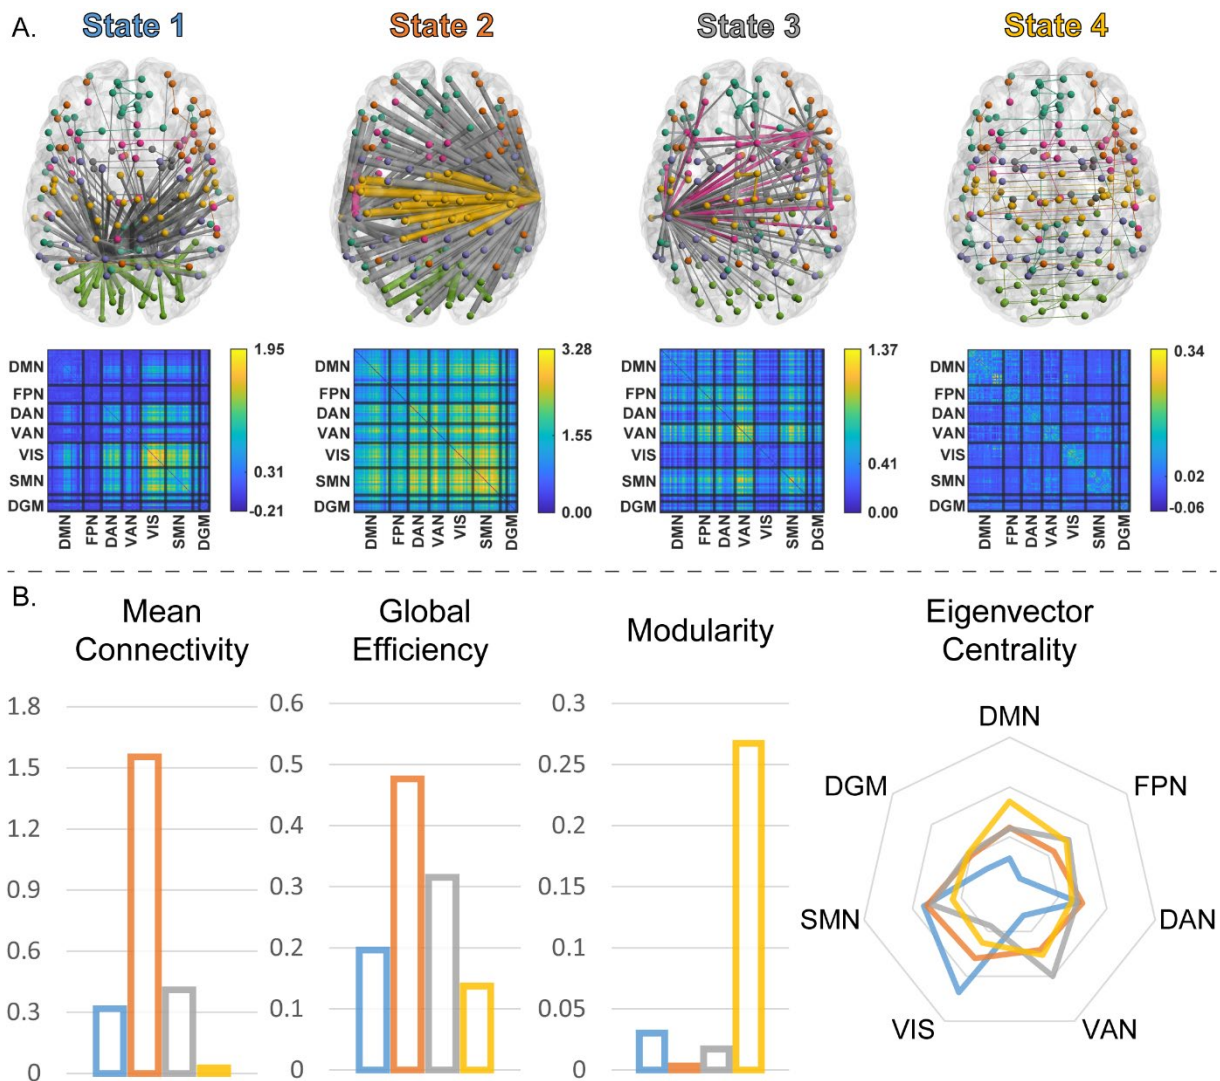 A.
State 1
State 2
State 3
State 4
DMN
FPN
DAN
VAN
VIS
SMN
DGM
1.95
0.31
-0.21
DMN
FPN
DAN
VAN
VIS
SMN
DGM
DMN
FPN
DAN
VAN
VIS
SMN
DGM
3.28
1.55
0.00
DMN
FPN
DAN
VAN
VIS
SMN
DGM
DMN
FPN
DAN
VAN
VIS
SMN
DGM
1.37
0.41
0.00
DMN
FPN
DAN
VAN
VIS
SMN
DGM
DMN
FPN
DAN
VAN
VIS
SMN
DGM
0.34
0.02
-0.06
DMN
FPN
DAN
VAN
VIS
SMN
DGM
B.
Mean
Connectivity
1.8
1.5
1.2
0.9
0.6
0.3
0
Global
Efficiency
0.6
0.5
0.4
0.3
0.2
0.1
0
Modularity
0.3
0.25
0.2
0.15
0.1
0.05
0
Eigenvector
Centrality
DMN
FPN
DAN
VAN
VIS
SMN
DGM